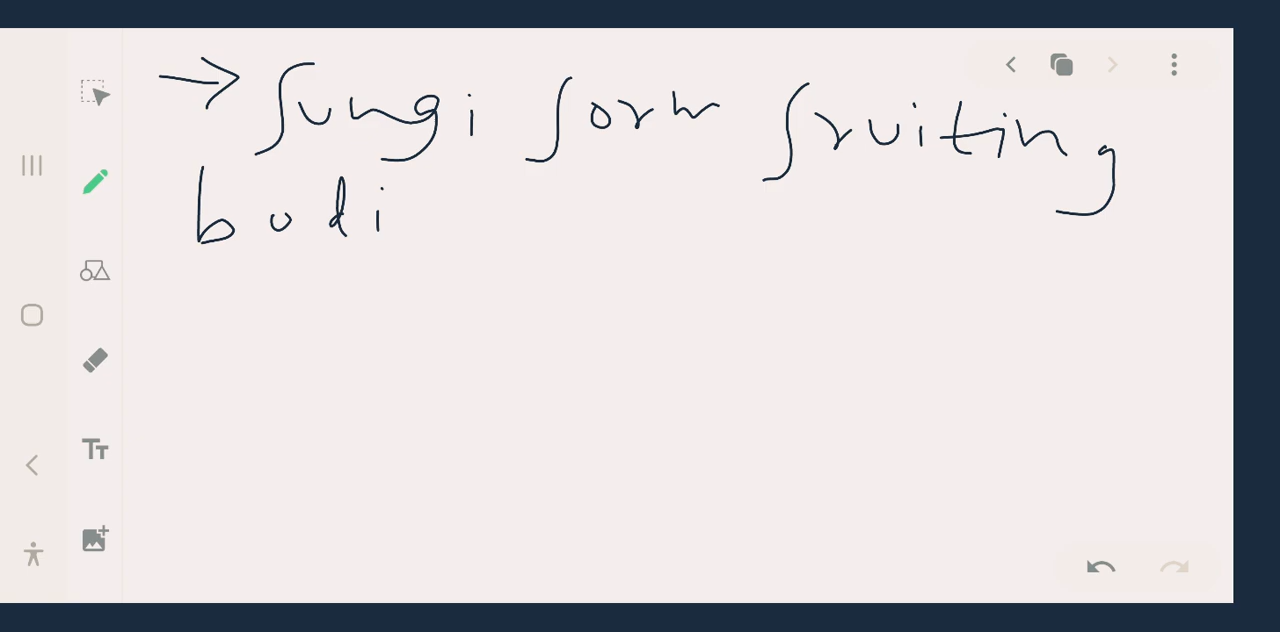 → fungi form fruiting
bodi